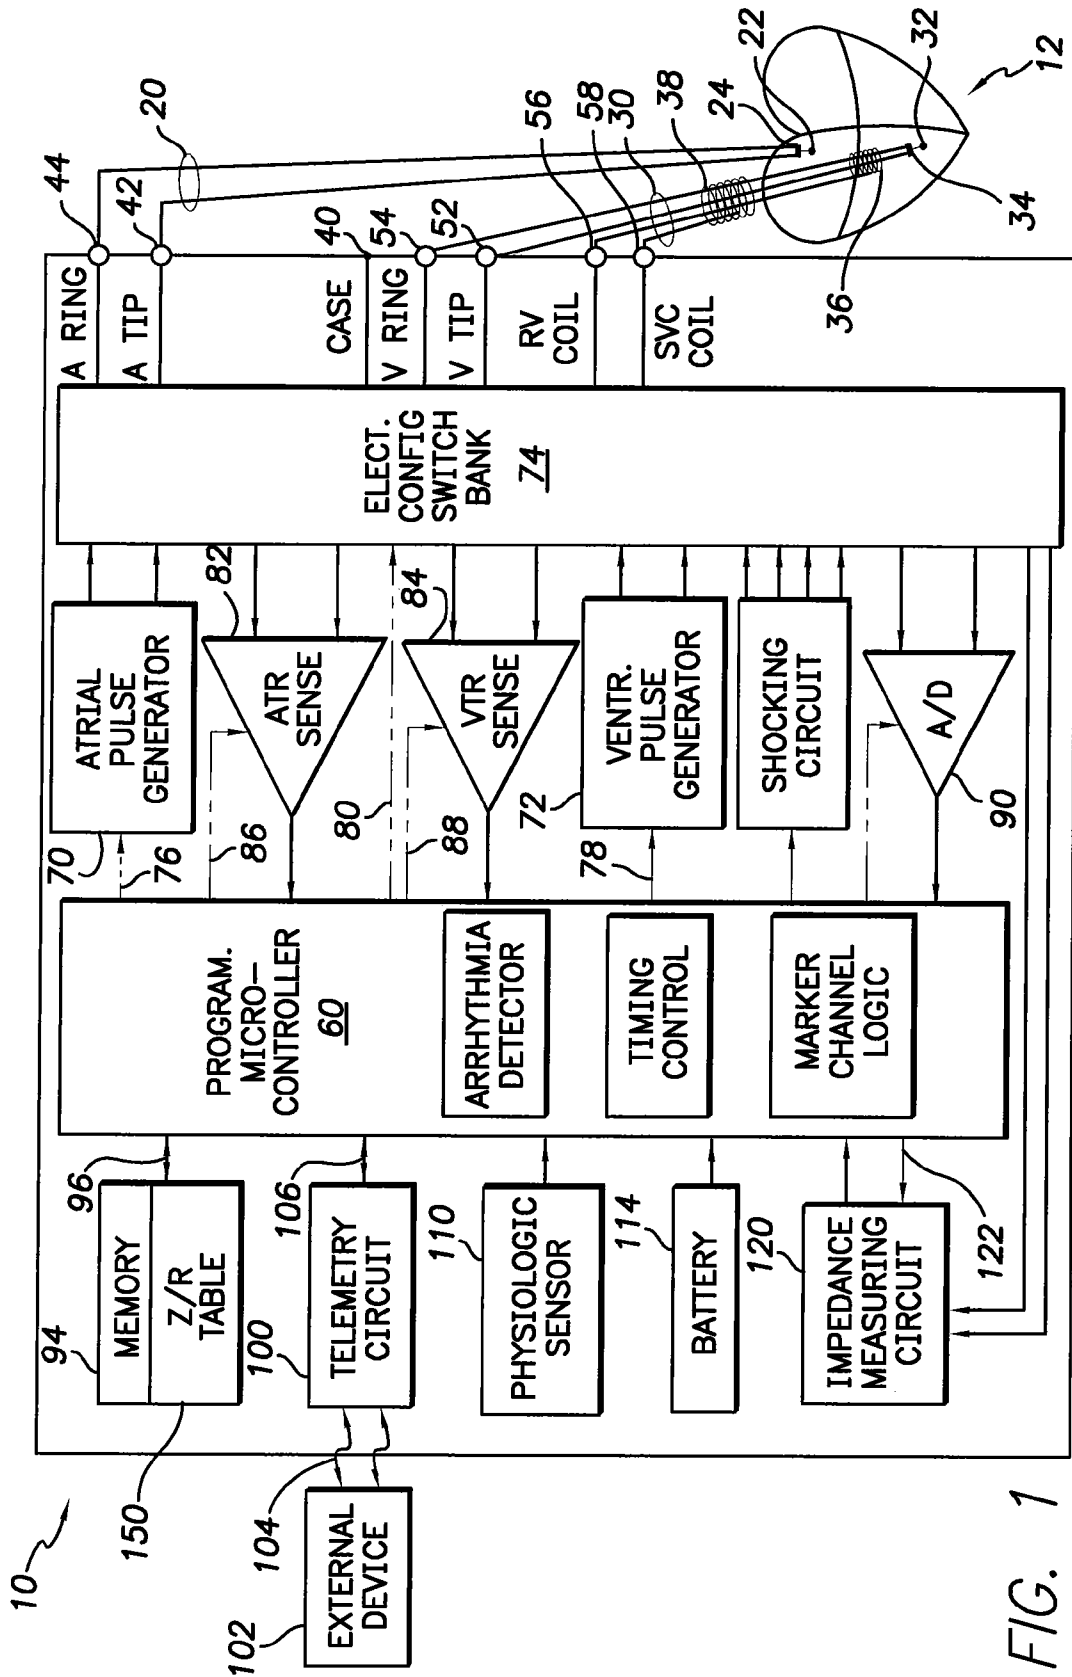 10
102
EXTERNAL
DEVICE
104
94
MEMORY
Z/R
TABLE
150
96
100
TELEMETRY
CIRCUIT
106
110
PHYSIOLOGIC
SENSOR
114
BATTERY
120
IMPEDANCE
MEASURING
CIRCUIT
122
PROGRAM.
MICRO-
CONTROLLER
60
ARRHYTHMIA
DETECTOR
TIMING
CONTROL
MARKER
CHANNEL
LOGIC
70
76
86
80
88
72
78
90
ATRIAL
PULSE
GENERATOR
82
ATR
SENSE
84
VTR
SENSE
VENTR.
PULSE
GENERATOR
SHOCKING
CIRCUIT
A/D
ELECT.
CONFIG
SWITCH
BANK
74
A RING
A TIP
CASE
V RING
V TIP
RV
COIL
SVC
COIL
44
42
40
54
52
56
58
20
30
38
24
22
36
34
32
12
FIG. 1